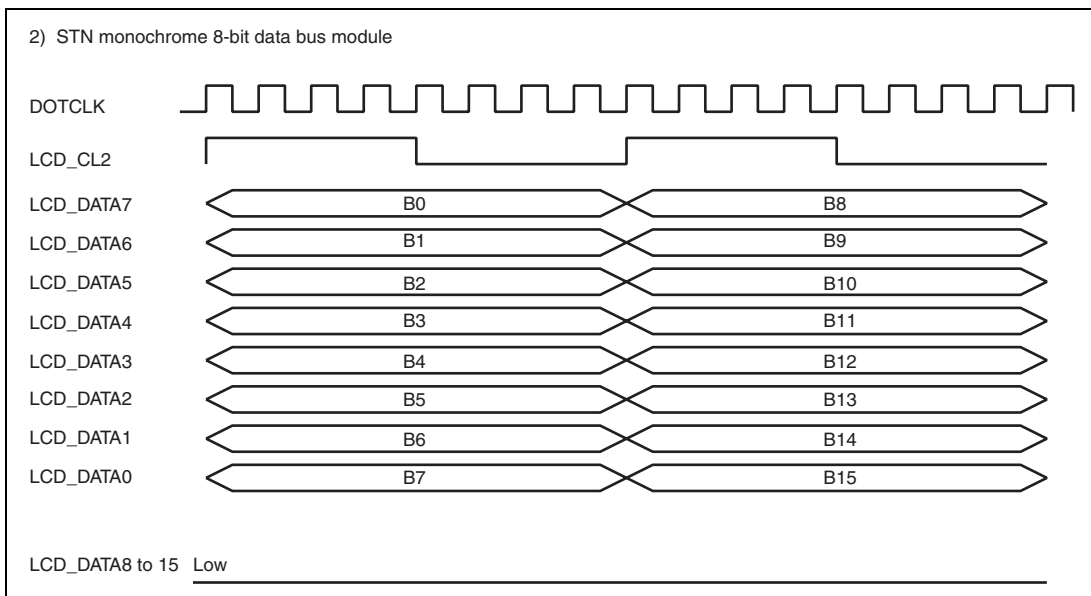 2) STN monochrome 8-bit data bus module
DOTCLK
LCD_CL2
LCD_DATA7 B0 B8
LCD_DATA6 B1 B9
LCD_DATA5 B2 B10
LCD_DATA4 B3 B11
LCD_DATA3 B4 B12
LCD_DATA2 B5 B13
LCD_DATA1 B6 B14
LCD_DATA0 B7 B15
LCD_DATA8 to 15 Low